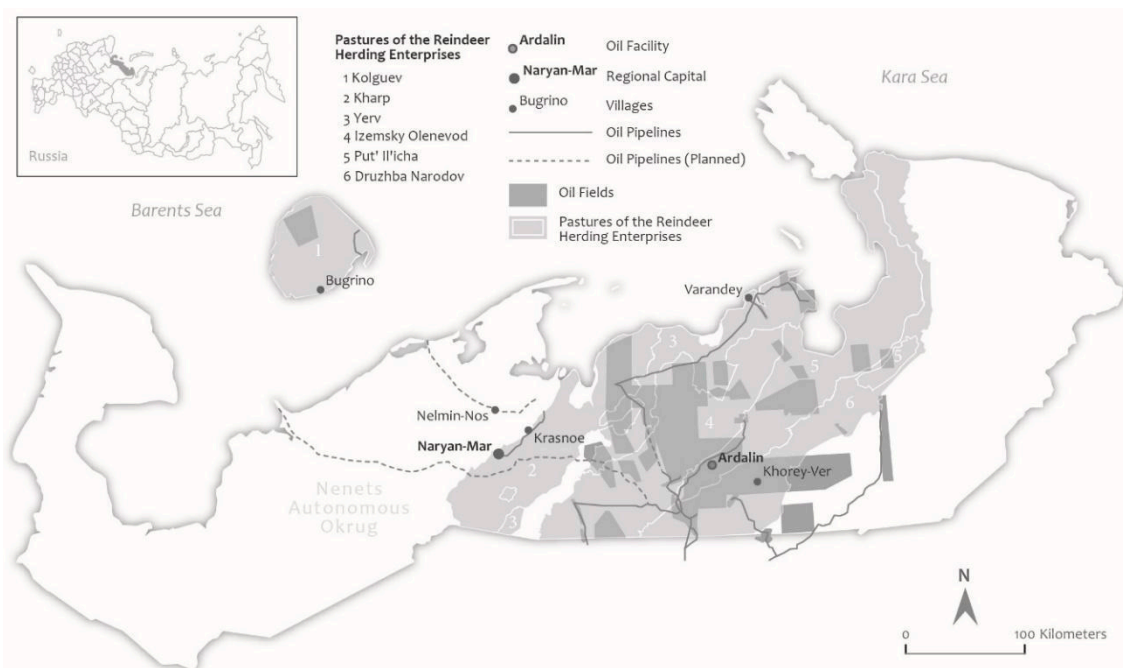 Russia
Pastures of the Reindeer
Herding Enterprises
1 Kolguev
2 Kharp
3 Yerv
4 Izemsky Olenevod
5 Put' Il'icha
6 Druzhba Narodov
Ardalin
Oil Facility
Naryan-Mar
Regional Capital
Bugrino
Villages
Oil Pipelines
Oil Pipelines (Planned)
Oil Fields
Pastures of the Reindeer
Herding Enterprises
Kara Sea
Barents Sea
1
Bugrino
Varandey
3
5
5
Nelmin-Nos
4
6
Krasnoe
Naryan-Mar
2
Ardalin
Khorey-Ver
Nenets
Autonomous
Okrug
3
N
0
100 Kilometers